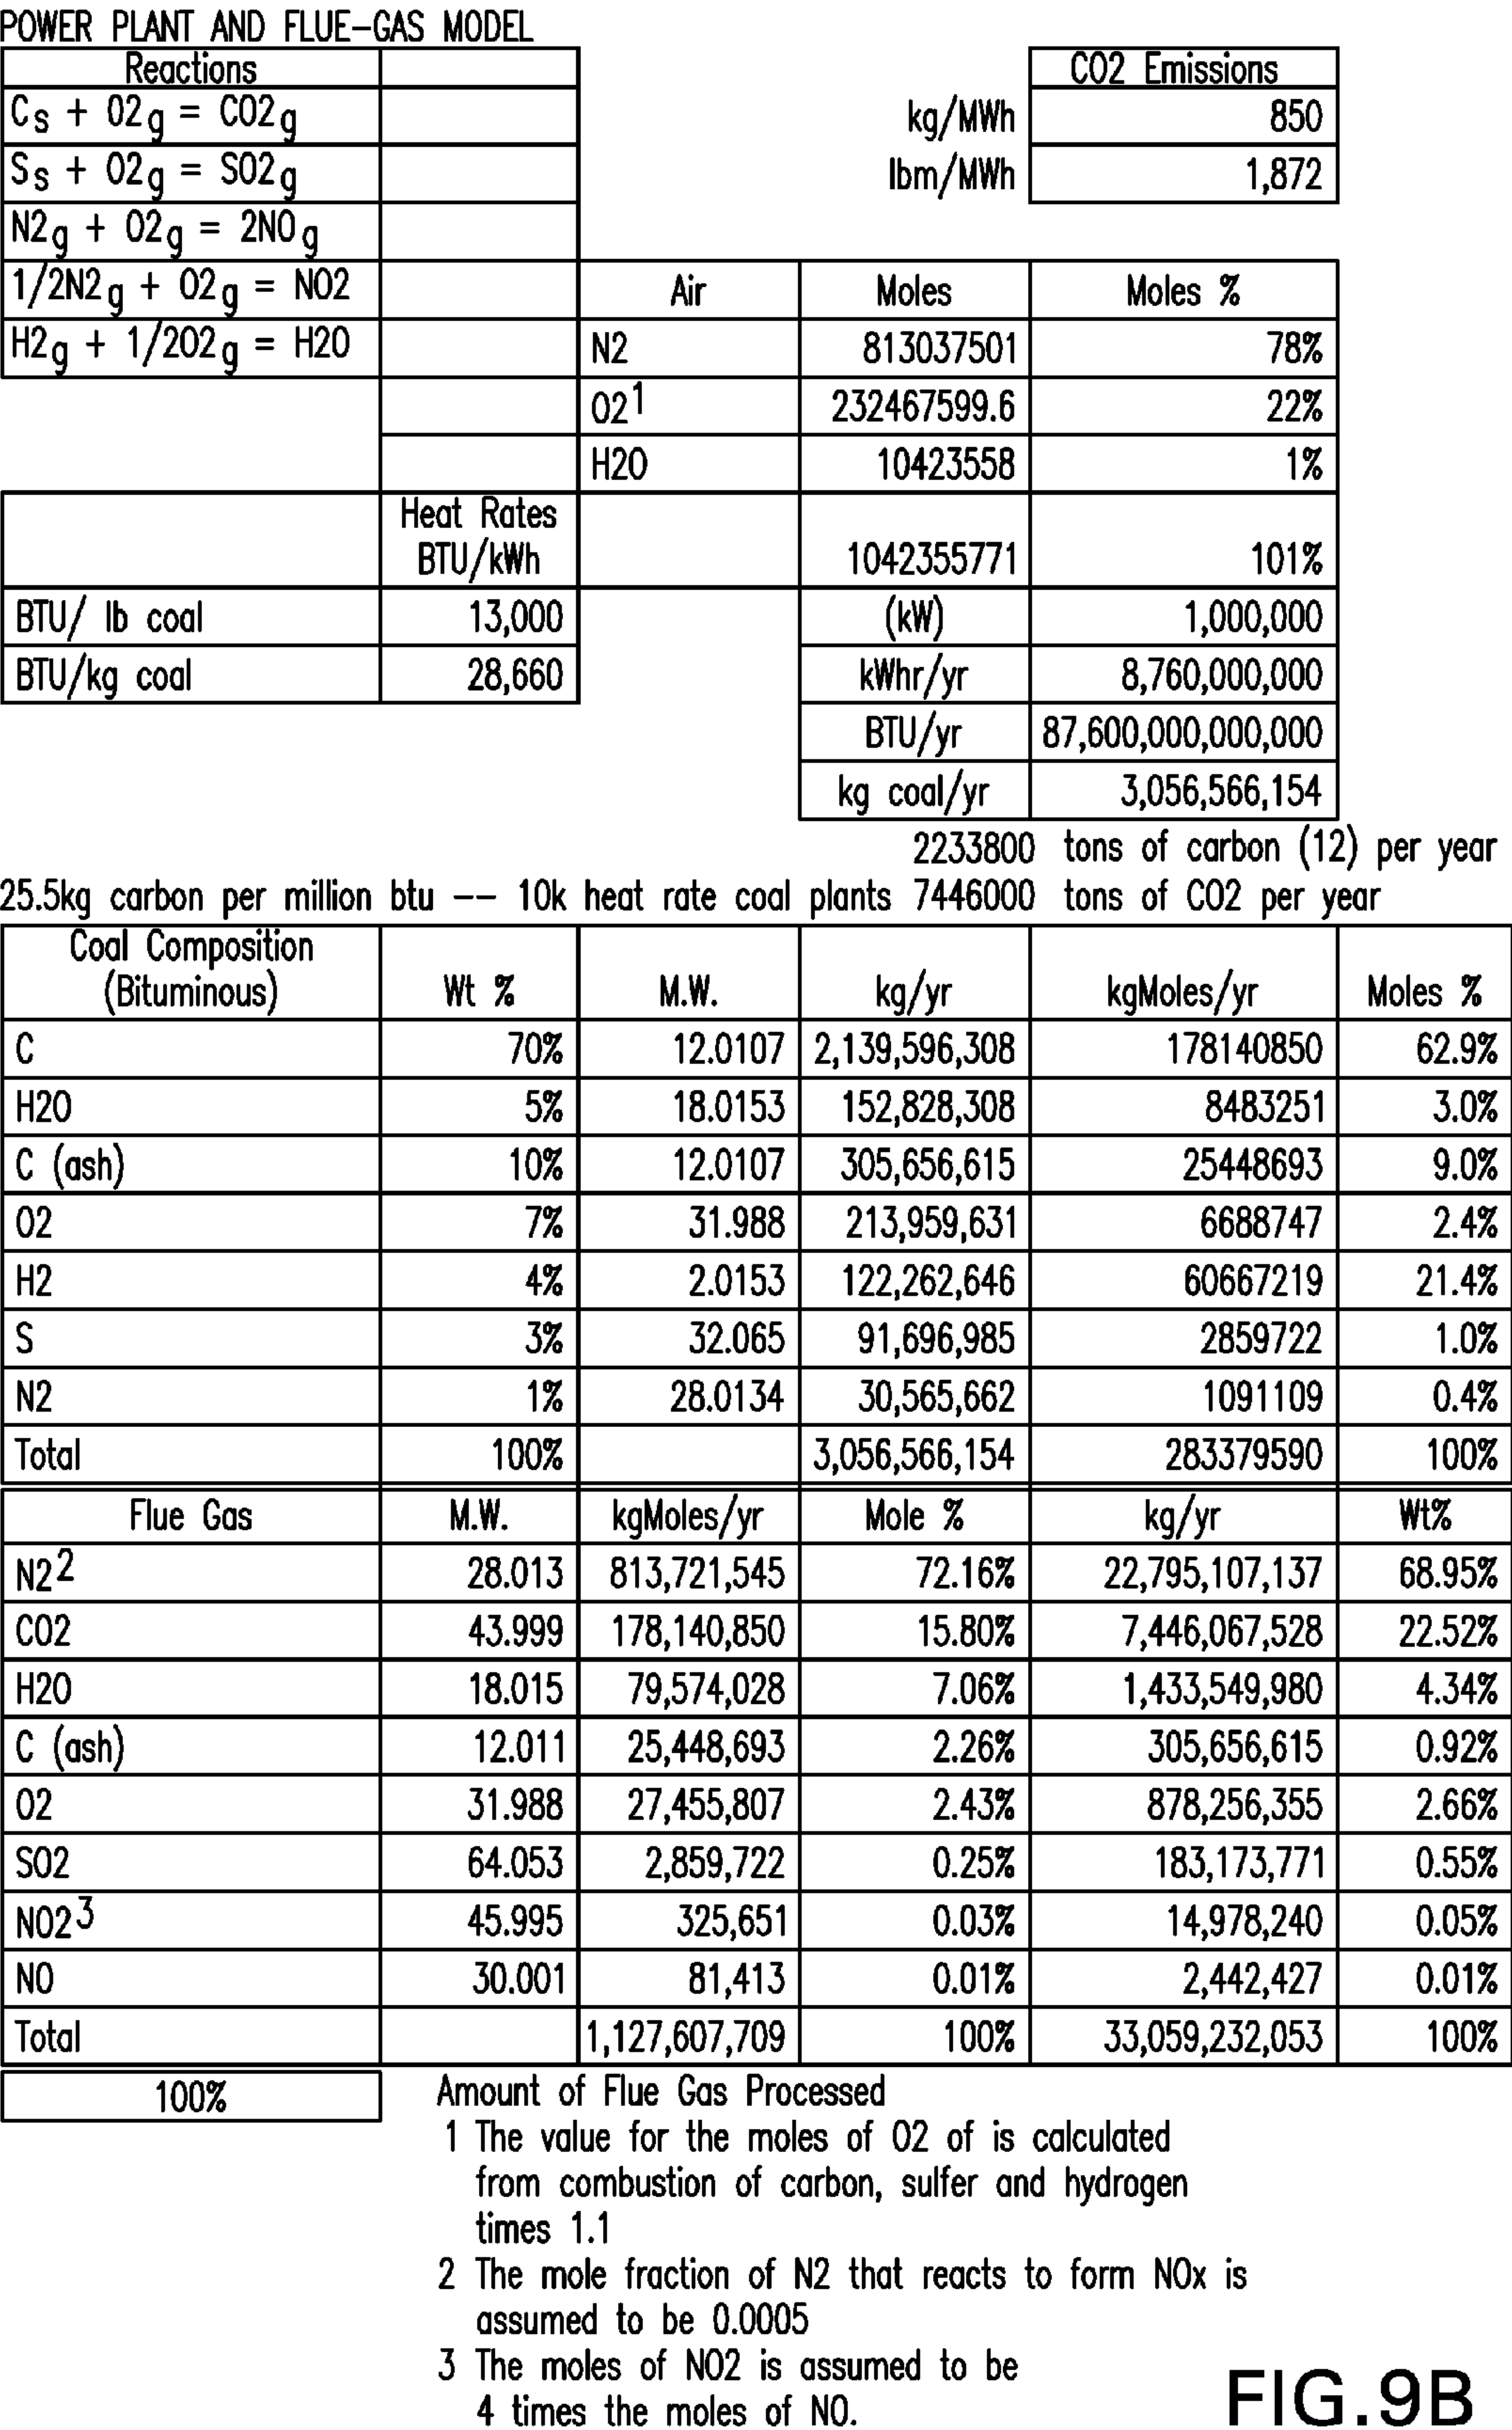 POWER PLANT AND FLUE-GAS MODEL
Reactions
CO2 Emissions
Cs + O2g = CO2g
kg/MWh 850
Ss + O2g = SO2g
lbm/MWh 1,872
N2g + O2g = 2NOg
1/2N2g + O2g = NO2 Air Moles Moles %
H2g + 1/2O2g = H2O N2 813037501 78%
O2¹ 232467599.6 22%
H2O 10423558 1%
Heat Rates
BTU/kWh 1042355771 101%
BTU/ lb coal 13,000 (kW) 1,000,000
BTU/kg coal 28,660 kWhr/yr 8,760,000,000
BTU/yr 87,600,000,000,000
kg coal/yr 3,056,566,154
2233800 tons of carbon (12) per year
25.5kg carbon per million btu -- 10k heat rate coal plants 7446000 tons of CO2 per year
Coal Composition
(Bituminous) Wt % M.W. kg/yr kgMoles/yr Moles %
C 70% 12.0107 2,139,596,308 178140850 62.9%
H2O 5% 18.0153 152,828,308 8483251 3.0%
C (ash) 10% 12.0107 305,656,615 25448693 9.0%
O2 7% 31.988 213,959,631 6688747 2.4%
H2 4% 2.0153 122,262,646 60667219 21.4%
S 3% 32.065 91,696,985 2859722 1.0%
N2 1% 28.0134 30,565,662 1091109 0.4%
Total 100% 3,056,566,154 283379590 100%
Flue Gas M.W. kgMoles/yr Mole % kg/yr Wt%
N2² 28.013 813,721,545 72.16% 22,795,107,137 68.95%
CO2 43.999 178,140,850 15.80% 7,446,067,528 22.52%
H2O 18.015 79,574,028 7.06% 1,433,549,980 4.34%
C (ash) 12.011 25,448,693 2.26% 305,656,615 0.92%
O2 31.988 27,455,807 2.43% 878,256,355 2.66%
SO2 64.053 2,859,722 0.25% 183,173,771 0.55%
NO2³ 45.995 325,651 0.03% 14,978,240 0.05%
NO 30.001 81,413 0.01% 2,442,427 0.01%
Total 1,127,607,709 100% 33,059,232,053 100%
100% Amount of Flue Gas Processed
1 The value for the moles of O2 of is calculated
from combustion of carbon, sulfer and hydrogen
times 1.1
2 The mole fraction of N2 that reacts to form NOx is
assumed to be 0.0005
3 The moles of NO2 is assumed to be
4 times the moles of NO.
FIG.9B